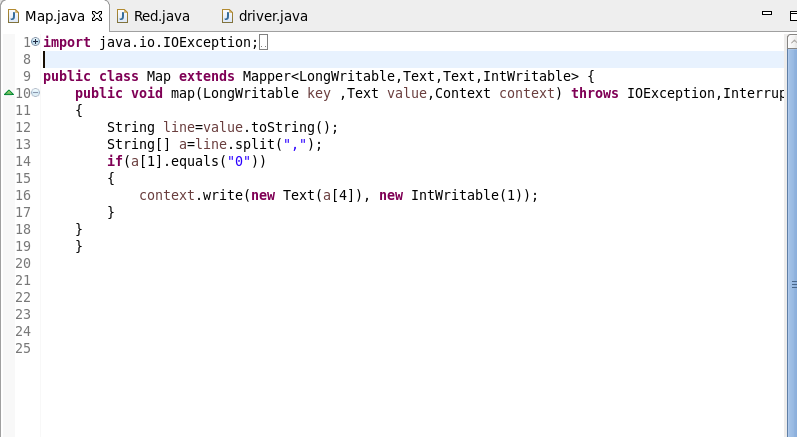 Map.java Red.java driver.java
1 import java.io.IOException;
8
9 public class Map extends Mapper<LongWritable,Text,Text,IntWritable> {
10 public void map(LongWritable key ,Text value,Context context) throws IOException,Interrup
11 {
12 String line=value.toString();
13 String[] a=line.split(",");
14 if(a[1].equals("0"))
15 {
16 context.write(new Text(a[4]), new IntWritable(1));
17 }
18 }
19 }
20
21
22
23
24
25